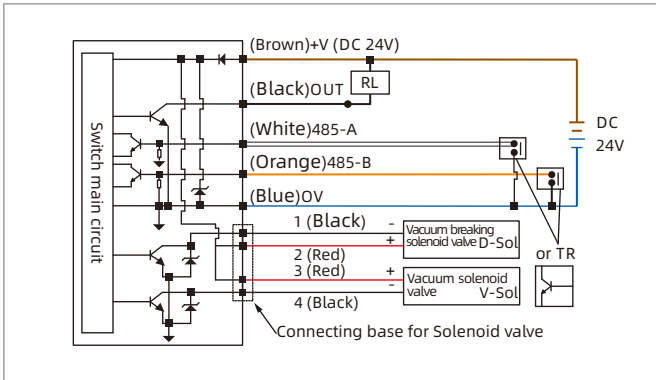 (Brown)+V (DC 24V)
RL
(Black)OUT
(White)485-A
DC
24V
(Orange)485-B
(Blue)OV
Switch main circuit
1 (Black)
-
Vacuum breaking
solenoid valve D-Sol
+
2 (Red)
or TR
3 (Red)
+
Vacuum solenoid
valve
V-Sol
-
4 (Black)
Connecting base for Solenoid valve